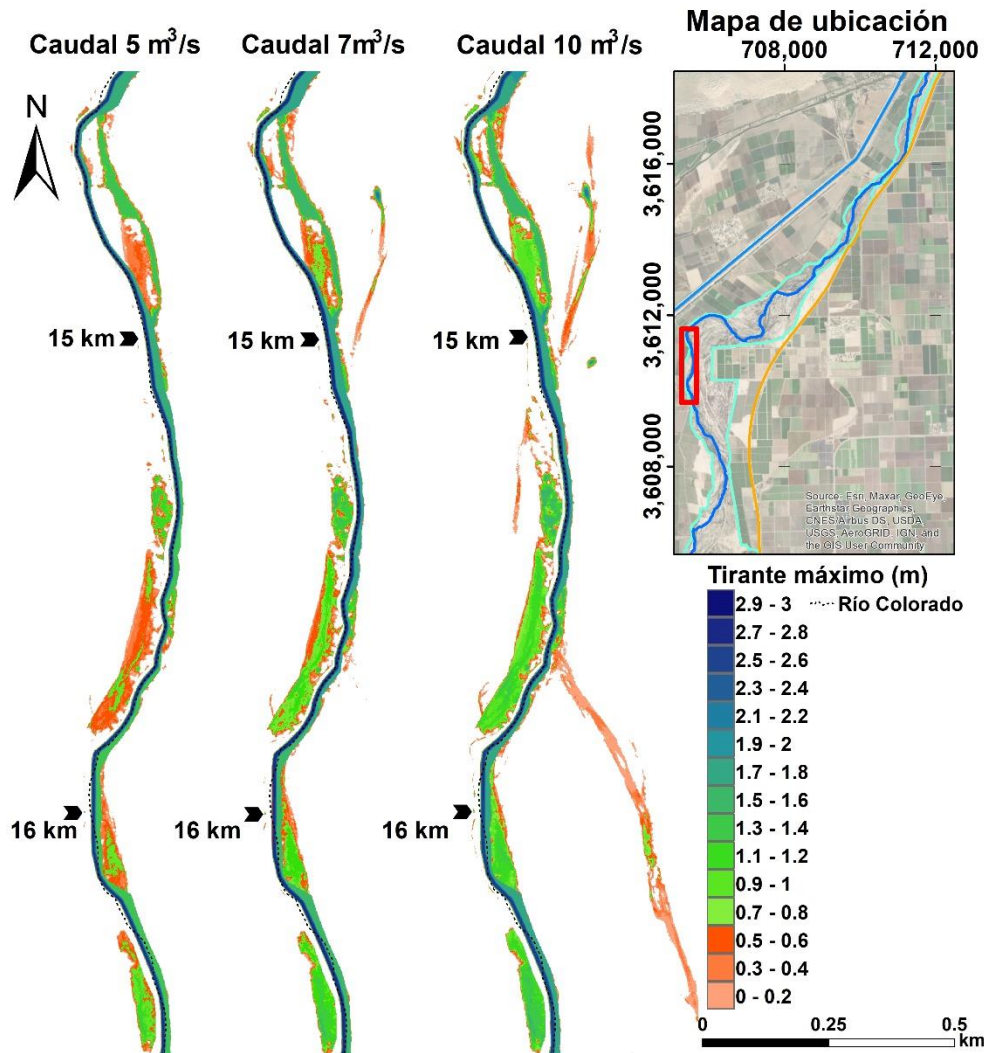 Caudal 5 m³/s
Caudal 7m³/s
Caudal 10 m³/s
Mapa de ubicación
708,000
712,000
N
3,616,000
3,612,000
3,608,000
15 km
15 km
15 km
16 km
16 km
16 km
Source: Esri, Maxar, GeoEye,
Earthstar Geographics,
CNES/Airbus DS, USDA,
USGS, AeroGRID, IGN, and
the GIS User Community
Tirante máximo (m)
2.9 - 3
Río Colorado
2.7 - 2.8
2.5 - 2.6
2.3 - 2.4
2.1 - 2.2
1.9 - 2
1.7 - 1.8
1.5 - 1.6
1.3 - 1.4
1.1 - 1.2
0.9 - 1
0.7 - 0.8
0.5 - 0.6
0.3 - 0.4
0 - 0.2
0
0.25
0.5
km